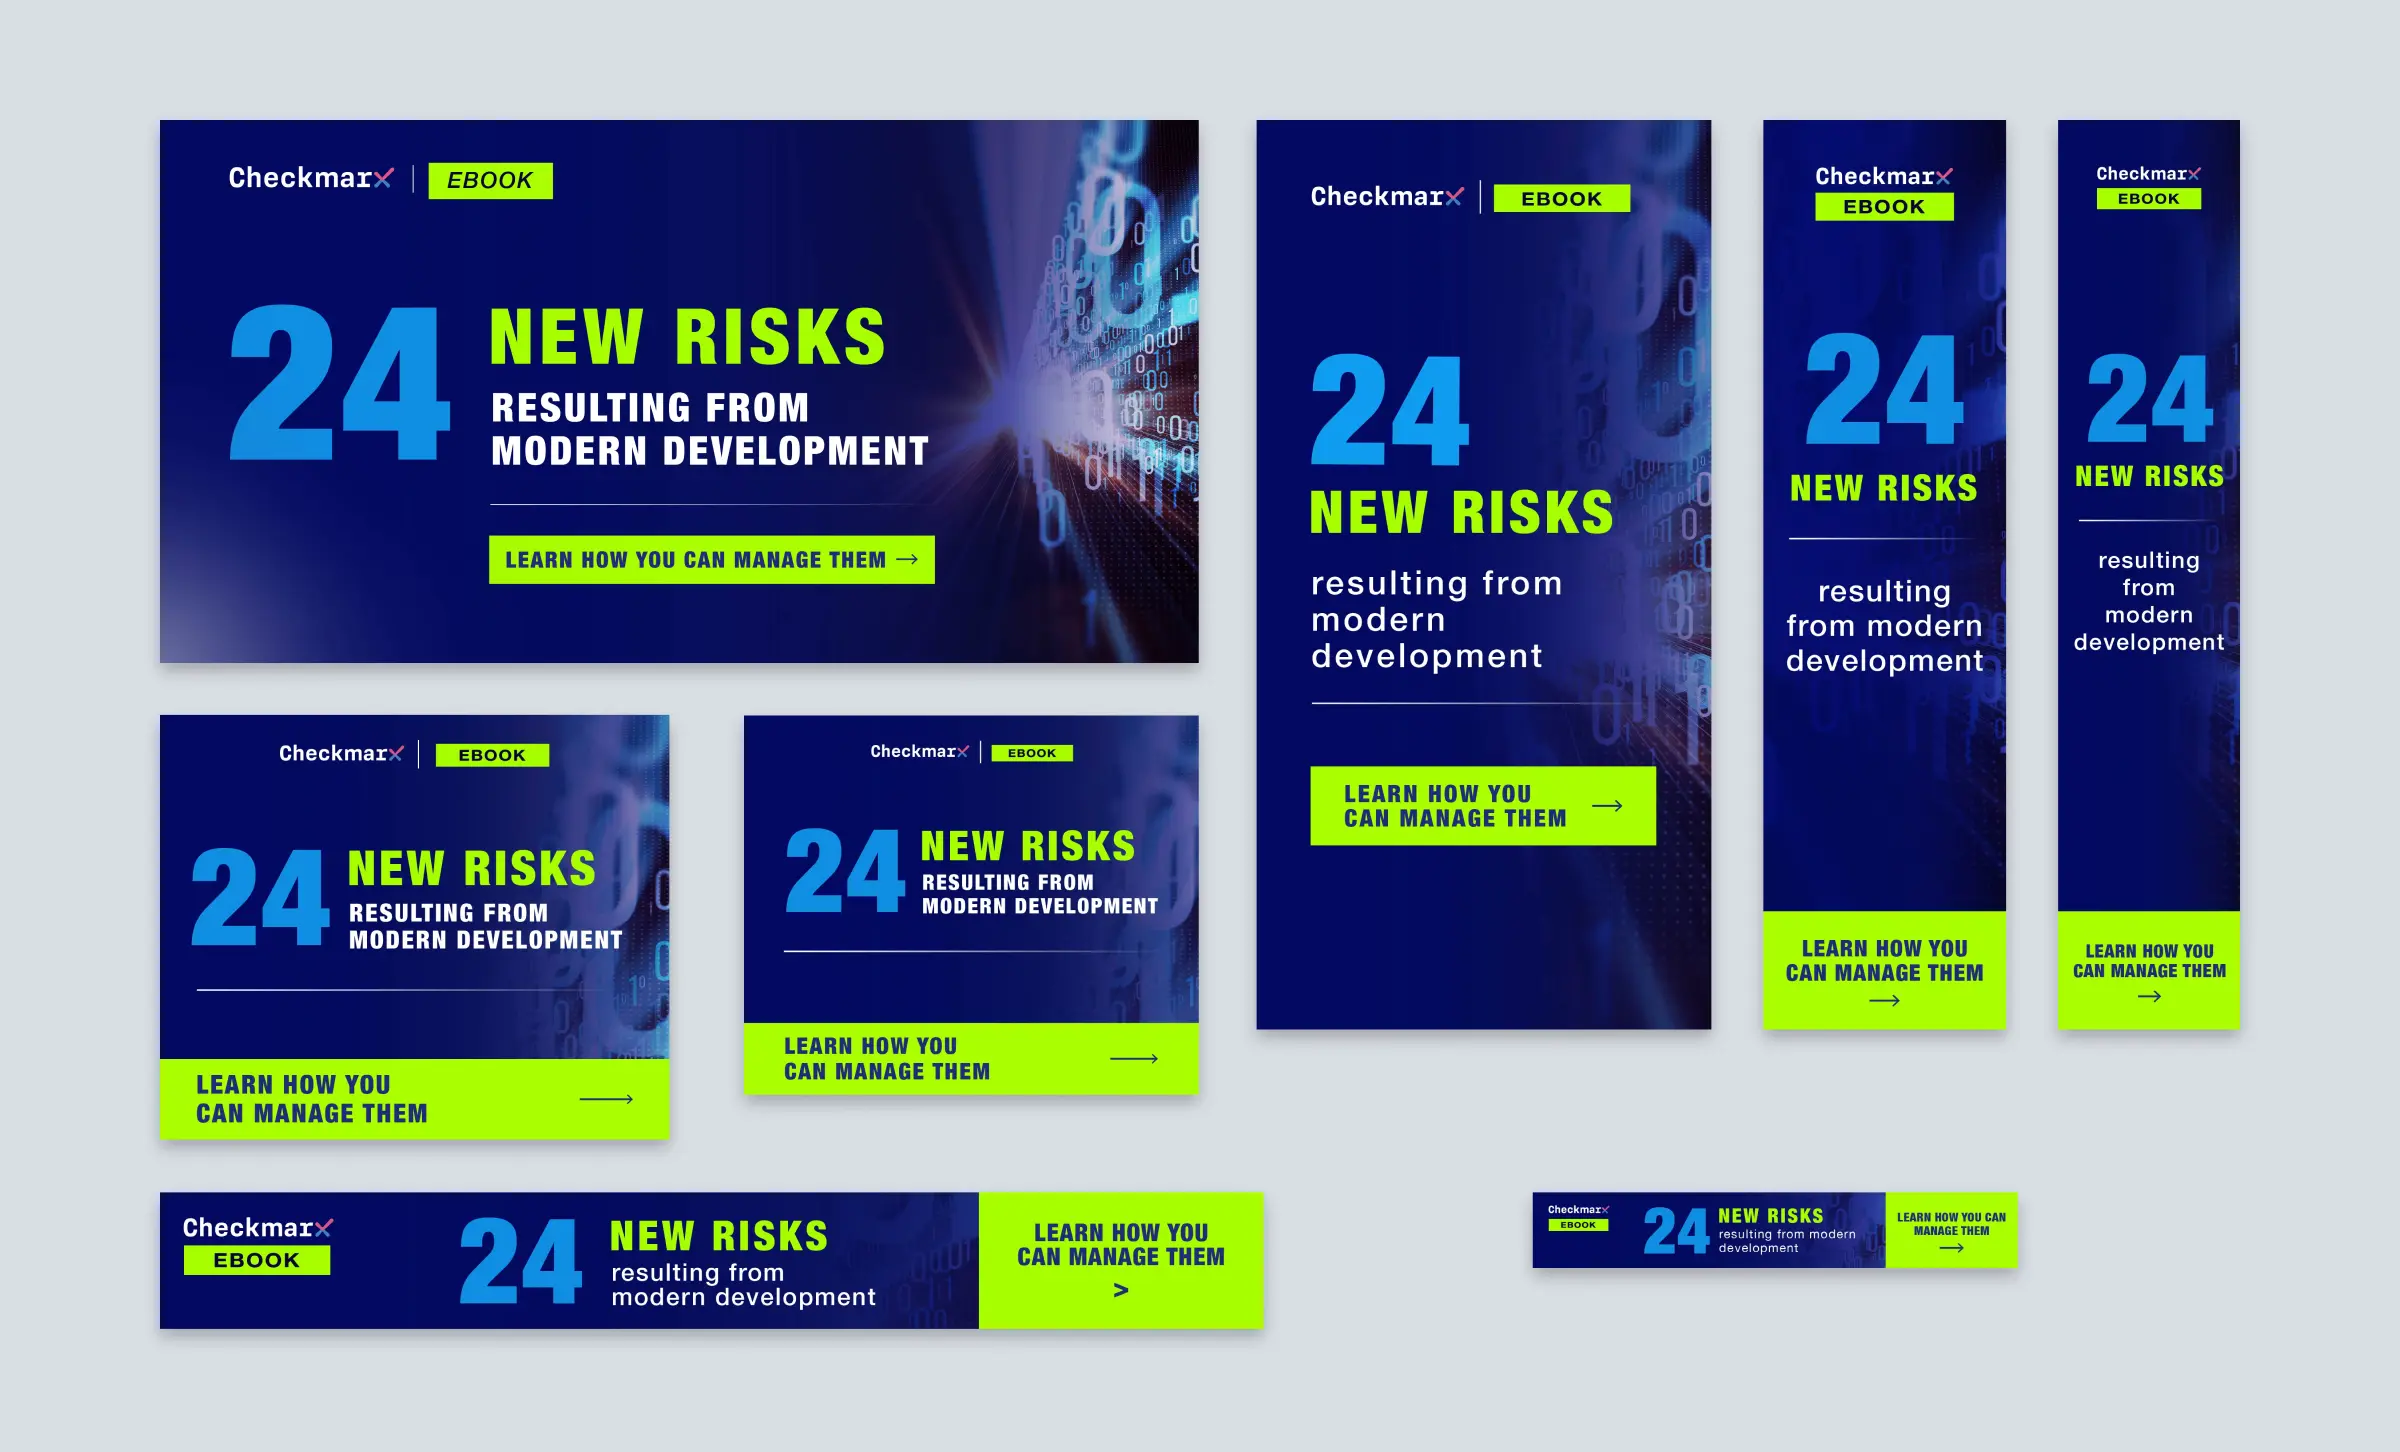 Checkmarx | EBOOK
24
NEW RISKS
RESULTING FROM
MODERN DEVELOPMENT
LEARN HOW YOU CAN MANAGE THEM →
Checkmarx | EBOOK
24
NEW RISKS
resulting from
modern
development
LEARN HOW YOU
CAN MANAGE THEM →
Checkmarx
EBOOK
24
NEW RISKS
resulting
from modern
development
LEARN HOW YOU
CAN MANAGE THEM
→
Checkmarx
EBOOK
24
NEW RISKS
resulting
from
modern
development
LEARN HOW YOU
CAN MANAGE THEM
→
Checkmarx | EBOOK
24
NEW RISKS
RESULTING FROM
MODERN DEVELOPMENT
LEARN HOW YOU
CAN MANAGE THEM →
Checkmarx | EBOOK
24
NEW RISKS
RESULTING FROM
MODERN DEVELOPMENT
LEARN HOW YOU
CAN MANAGE THEM →
Checkmarx
EBOOK
24
NEW RISKS
resulting from
modern development
LEARN HOW YOU
CAN MANAGE THEM
>
Checkmarx
EBOOK
24
NEW RISKS
resulting from modern
development
LEARN HOW YOU CAN
MANAGE THEM
→